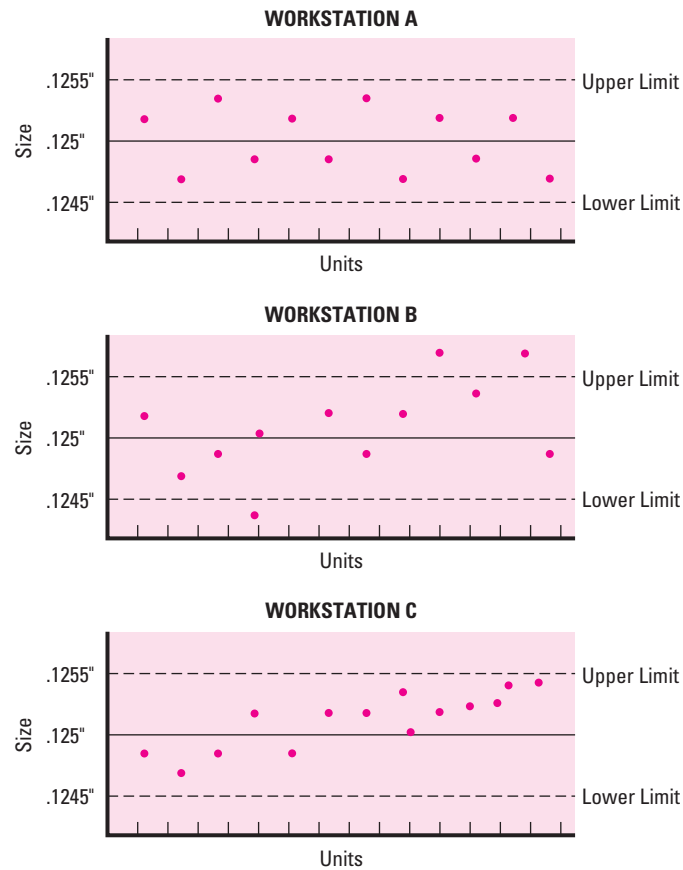 WORKSTATION A
.1255"
Upper Limit
Size
.125"
.1245"
Lower Limit
Units
WORKSTATION B
.1255"
Upper Limit
Size
.125"
.1245"
Lower Limit
Units
WORKSTATION C
.1255"
Upper Limit
Size
.125"
.1245"
Lower Limit
Units